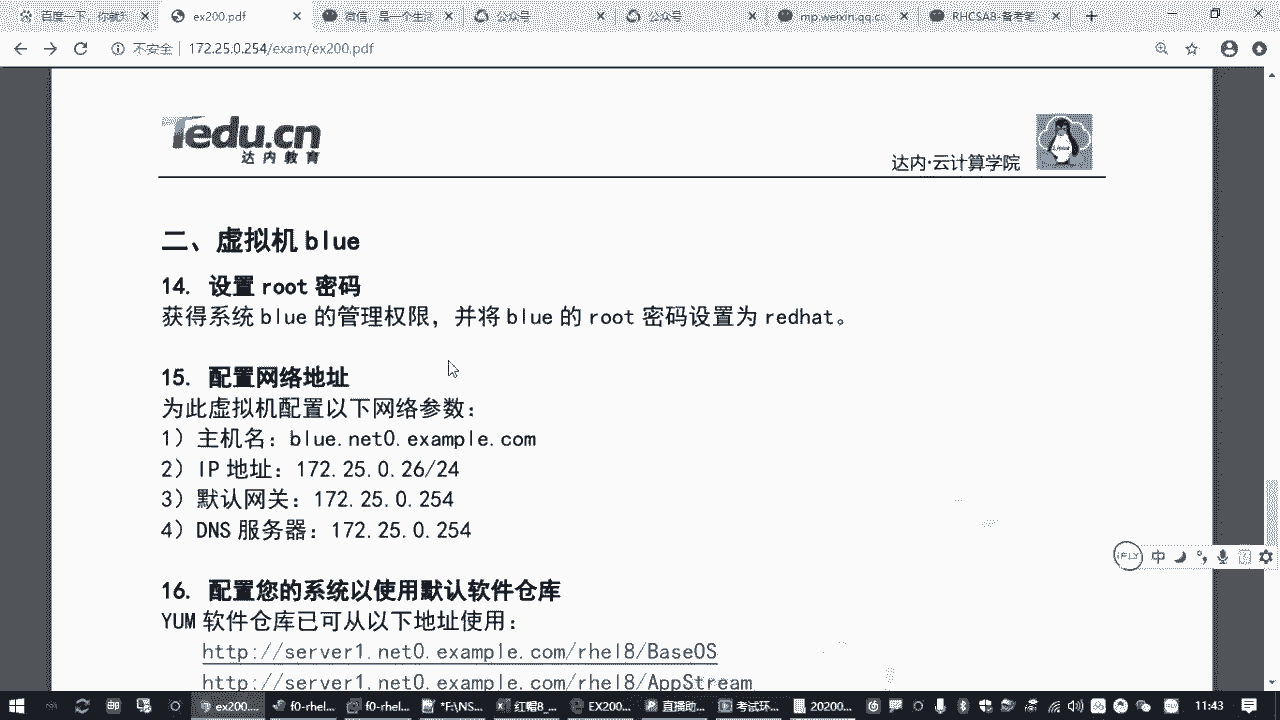 百度一下，你就
ex200.pdf
微信，是一个生
公众号
公众号
mp.weixin.qq.c
RHCSA8-备考笔
不安全
172.25.0.254/exam/ex200.pdf
Tedu.cn
达内教育
达内·云计算学院
二、虚拟机 blue
14. 设置 root 密码
获得系统 blue 的管理权限，并将 blue 的 root 密码设置为 redhat。
15. 配置网络地址
为此虚拟机配置以下网络参数：
1）主机名：blue.net0.example.com
2）IP 地址：172.25.0.26/24
3）默认网关：172.25.0.254
4）DNS 服务器：172.25.0.254
iFLY
中
16. 配置您的系统以使用默认软件仓库
YUM 软件仓库已可从以下地址使用：
http://server1.net0.example.com/rhel8/BaseOS
http://server1.net0.example.com/rhel8/AppStream
ex200....
f0-rhel...
f0-rhel...
*F\NS...
红帽8_...
EX200...
直播助...
考试环...
20200...
中
11:43